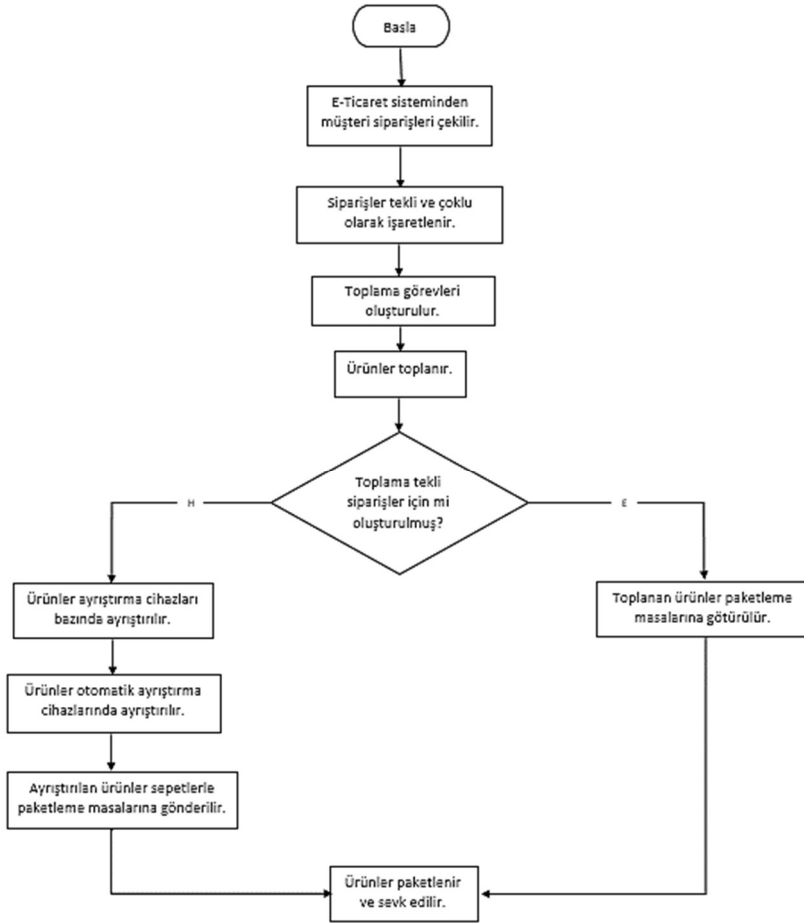 Basla
E-Ticaret sisteminden
müşteri siparişleri çekilir.
Siparişler tekli ve çoklu
olarak işaretlenir.
Toplama görevleri
oluşturulur.
Ürünler toplanır.
Toplama tekli
siparişler için mi
oluşturulmuş?
H
E
Ürünler ayrıştırma cihazları
bazında ayrıştırılır.
Toplanan ürünler paketleme
masalarına götürülür.
Ürünler otomatik ayrıştırma
cihazlarında ayrıştırılır.
Ayrıştırılan ürünler sepetlerle
paketleme masalarına gönderilir.
Ürünler paketlenir
ve sevk edilir.